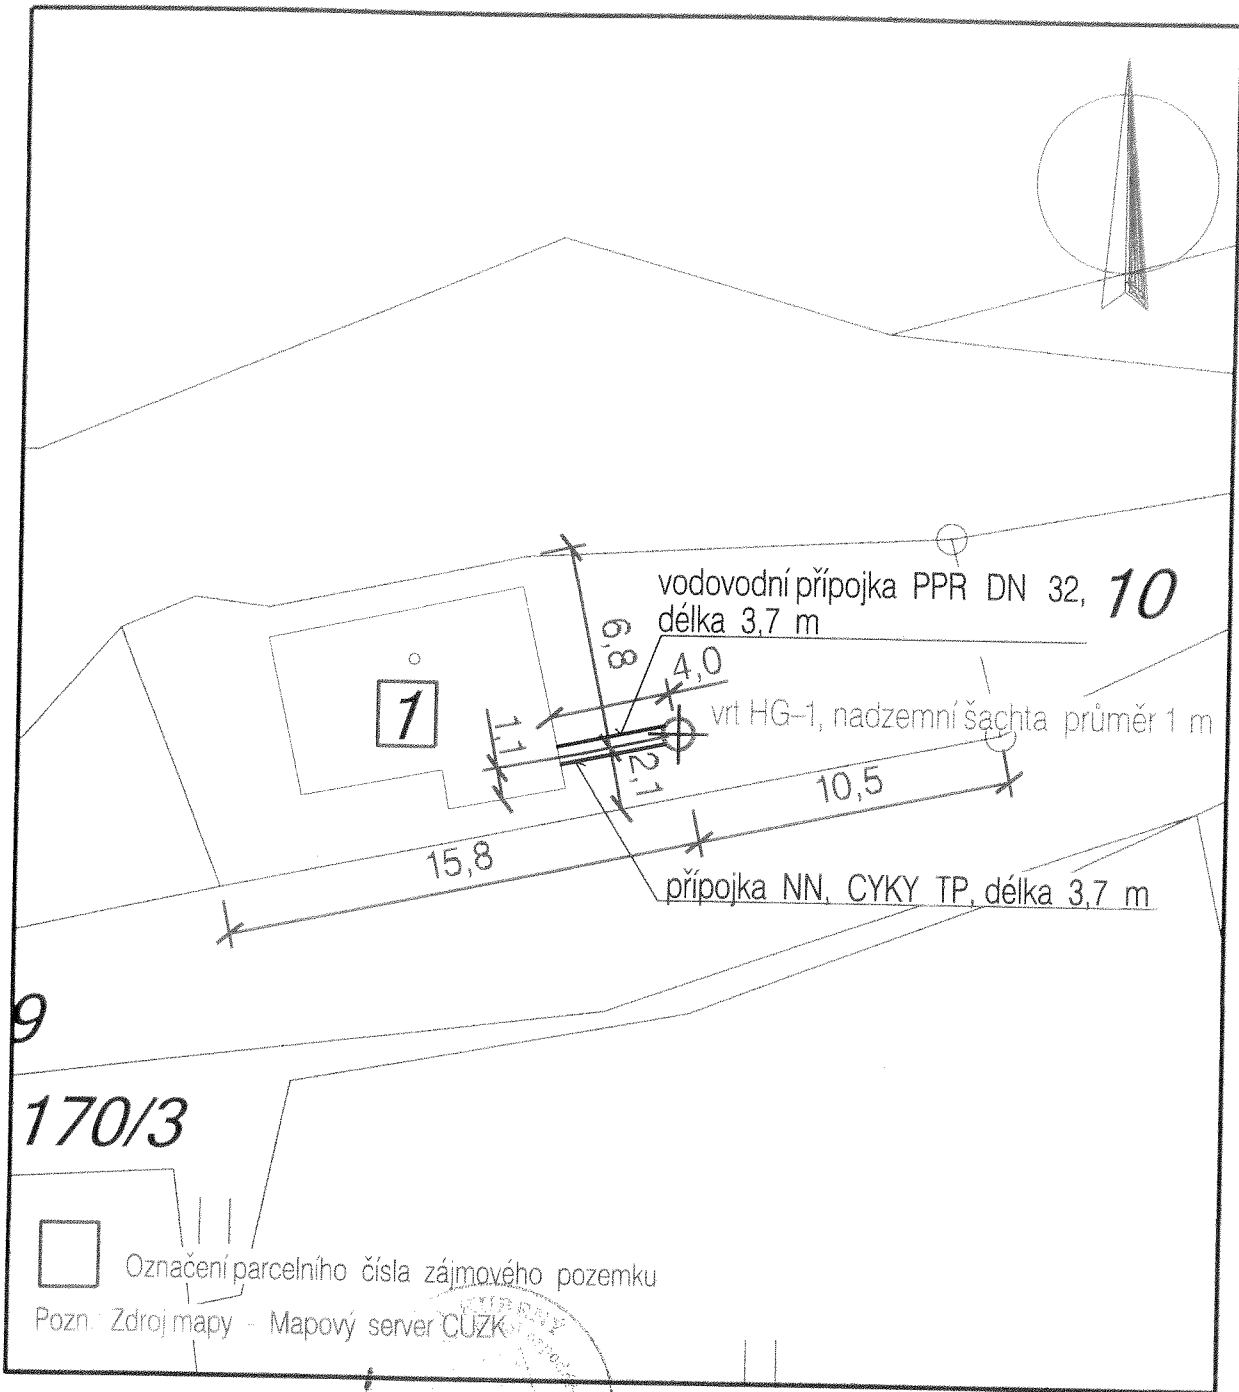 vodovodní přípojka PPR DN 32,
délka 3,7 m
10
6,8
4,0
1
1,1
vrt HG-1, nadzemní šachta průměr 1 m
2,1
10,5
15,8
přípojka NN, CYKY TP, délka 3,7 m
9
170/3
Označení parcelního čísla zájmového pozemku
Pozn. Zdroj mapy - Mapový server ČÚZK